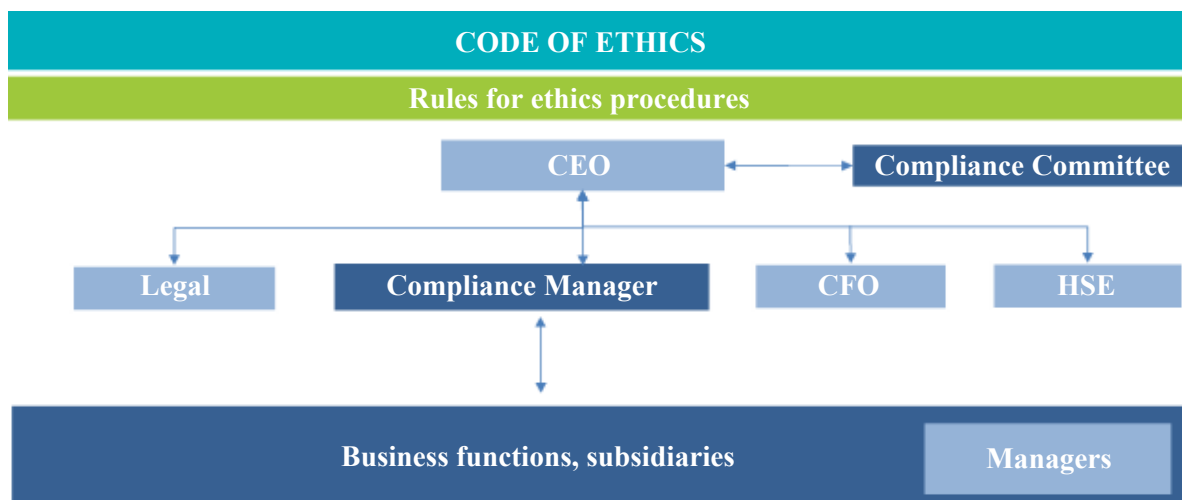 CODE OF ETHICS
Rules for ethics procedures
CEO
Compliance Committee
Legal
Compliance Manager
CFO
HSE
Business functions, subsidiaries
Managers